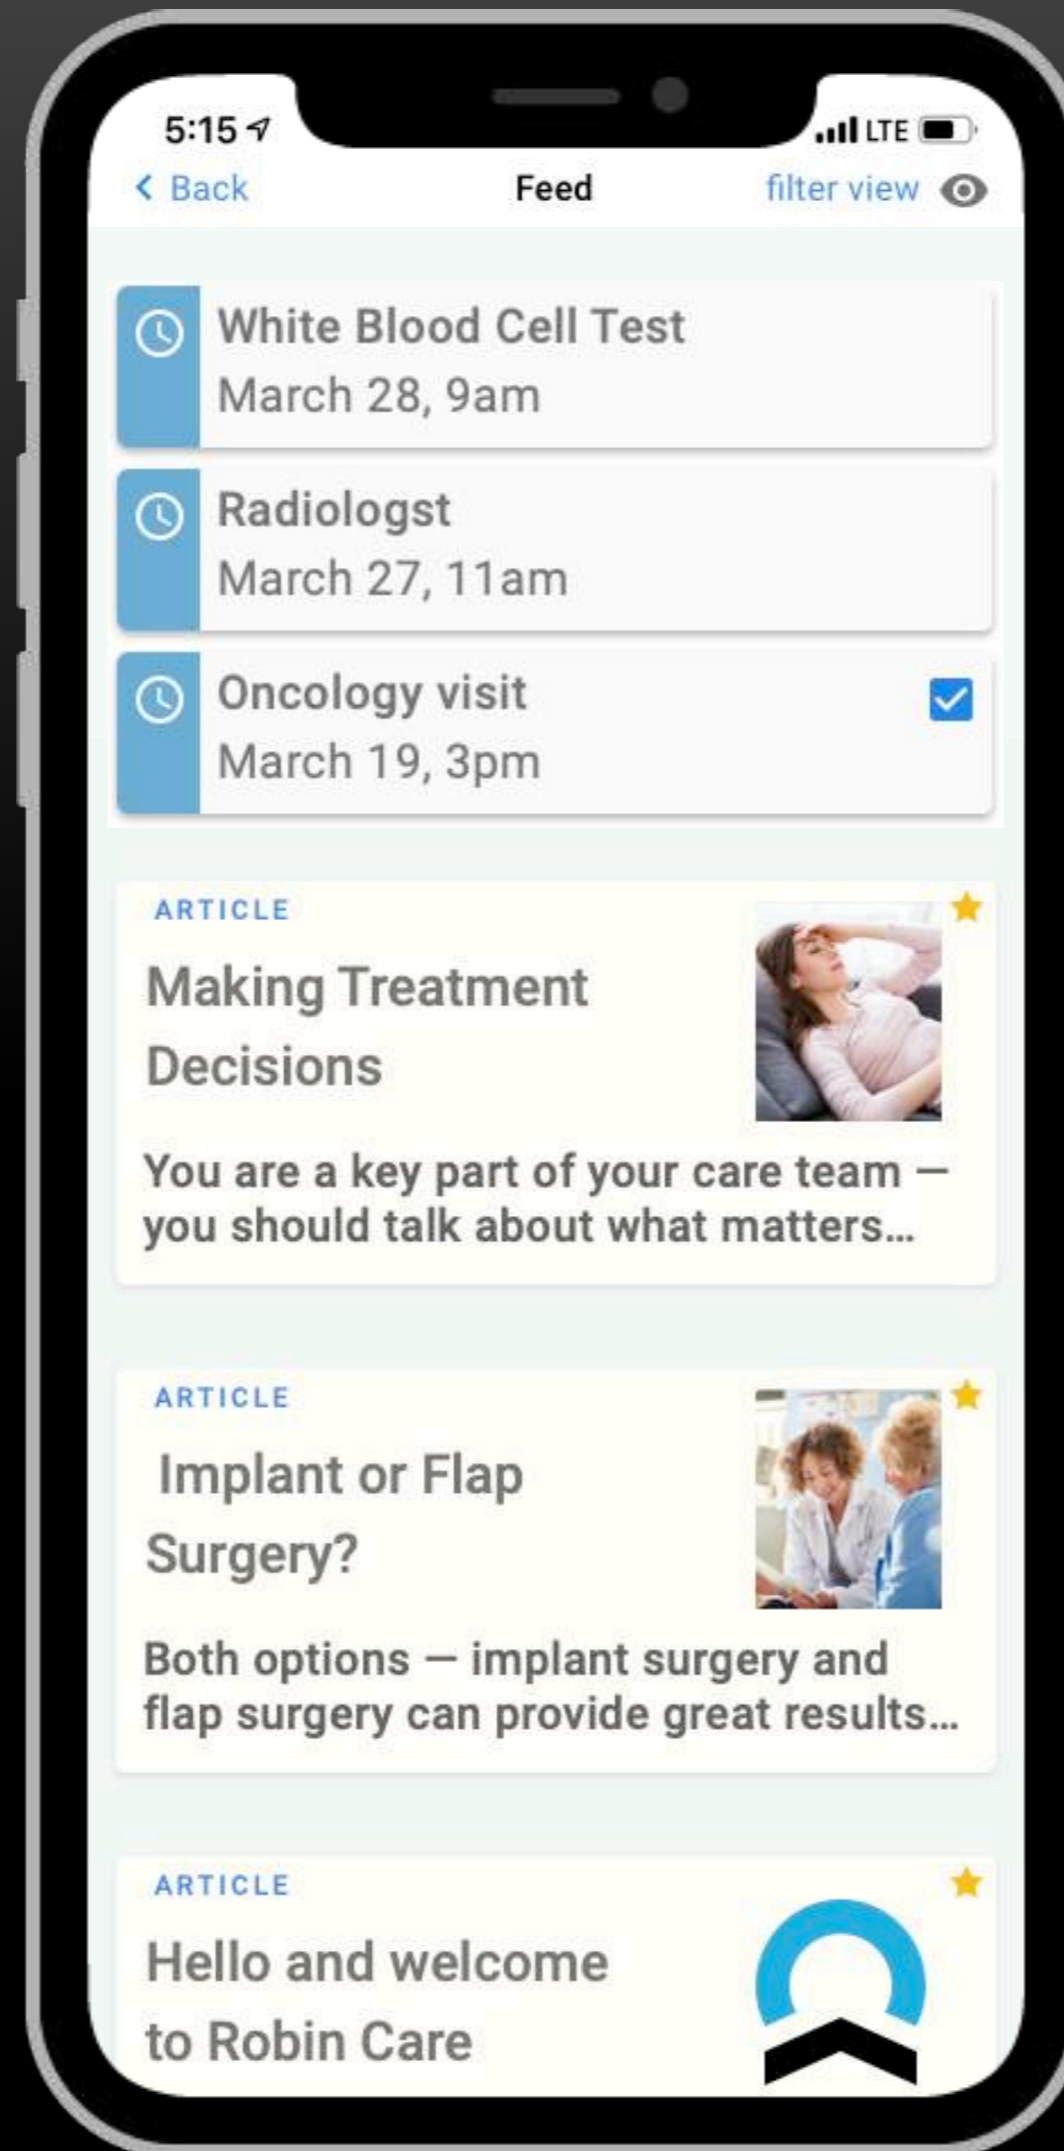 5:15 LTE
Back Feed filter view
White Blood Cell Test
March 28, 9am
Radiologst
March 27, 11am
Oncology visit
March 19, 3pm
ARTICLE
Making Treatment
Decisions
You are a key part of your care team —
you should talk about what matters...
ARTICLE
Implant or Flap
Surgery?
Both options — implant surgery and
flap surgery can provide great results...
ARTICLE
Hello and welcome
to Robin Care